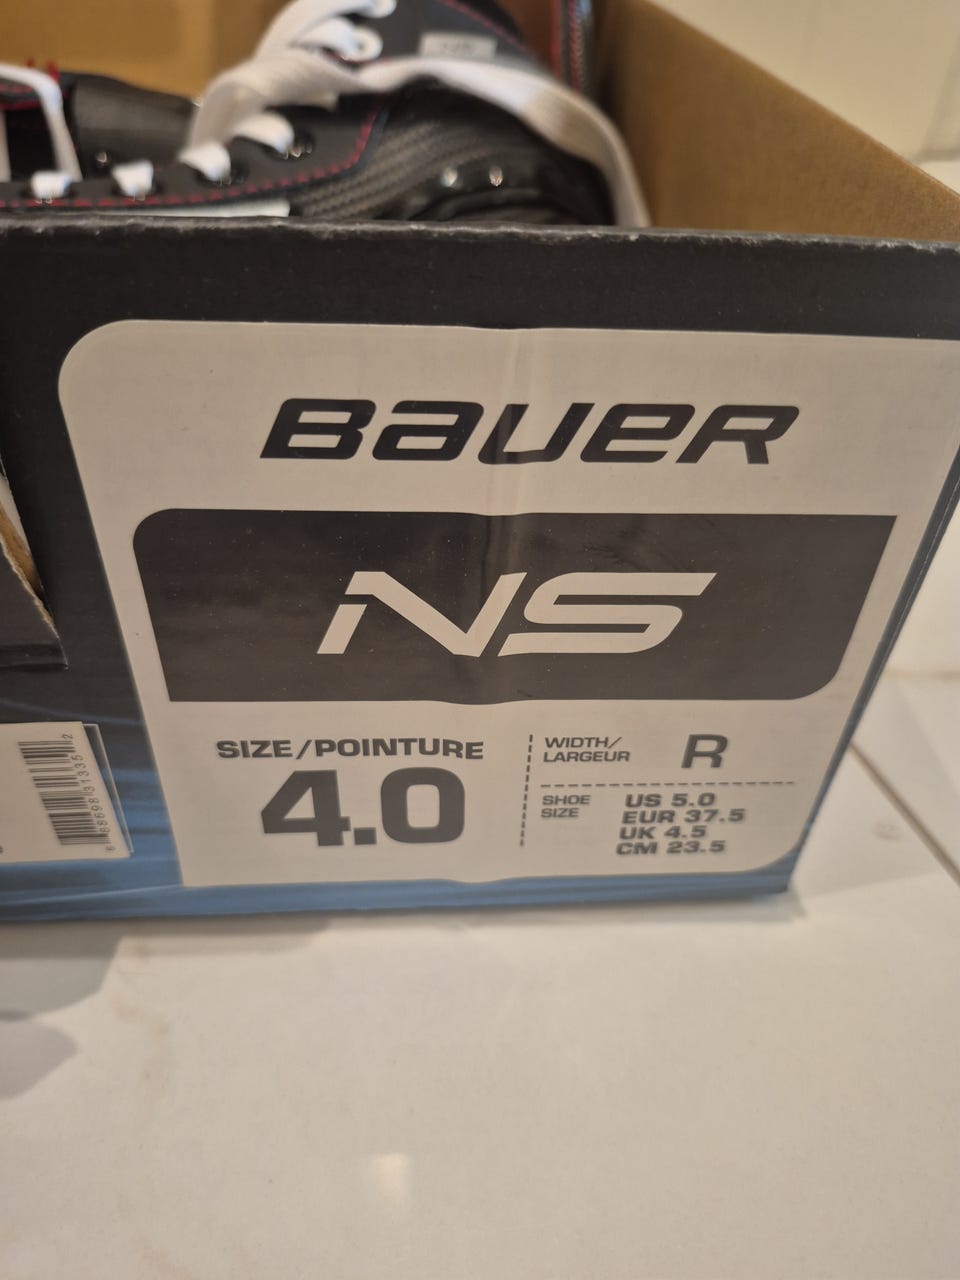 BAUER
NS
SIZE/POINTURE
4.0
WIDTH/
LARGEUR
R
SHOE
SIZE
US 5.0
EUR 37.5
UK 4.5
CM 23.5